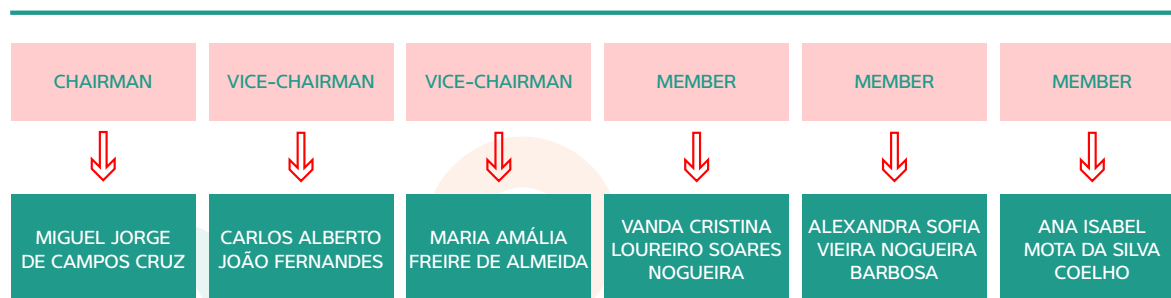 CHAIRMAN
VICE-CHAIRMAN
VICE-CHAIRMAN
MEMBER
MEMBER
MEMBER
MIGUEL JORGE
DE CAMPOS CRUZ
CARLOS ALBERTO
JOÃO FERNANDES
MARIA AMÁLIA
FREIRE DE ALMEIDA
VANDA CRISTINA
LOUREIRO SOARES
NOGUEIRA
ALEXANDRA SOFIA
VIEIRA NOGUEIRA
BARBOSA
ANA ISABEL
MOTA DA SILVA
COELHO